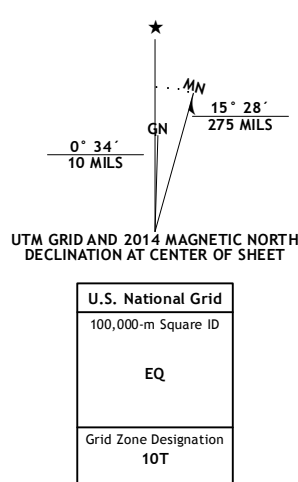 MN
15° 28´
275 MILS
GN
0° 34´
10 MILS
UTM GRID AND 2014 MAGNETIC NORTH
DECLINATION AT CENTER OF SHEET
U.S. National Grid
100,000-m Square ID
EQ
Grid Zone Designation
10T